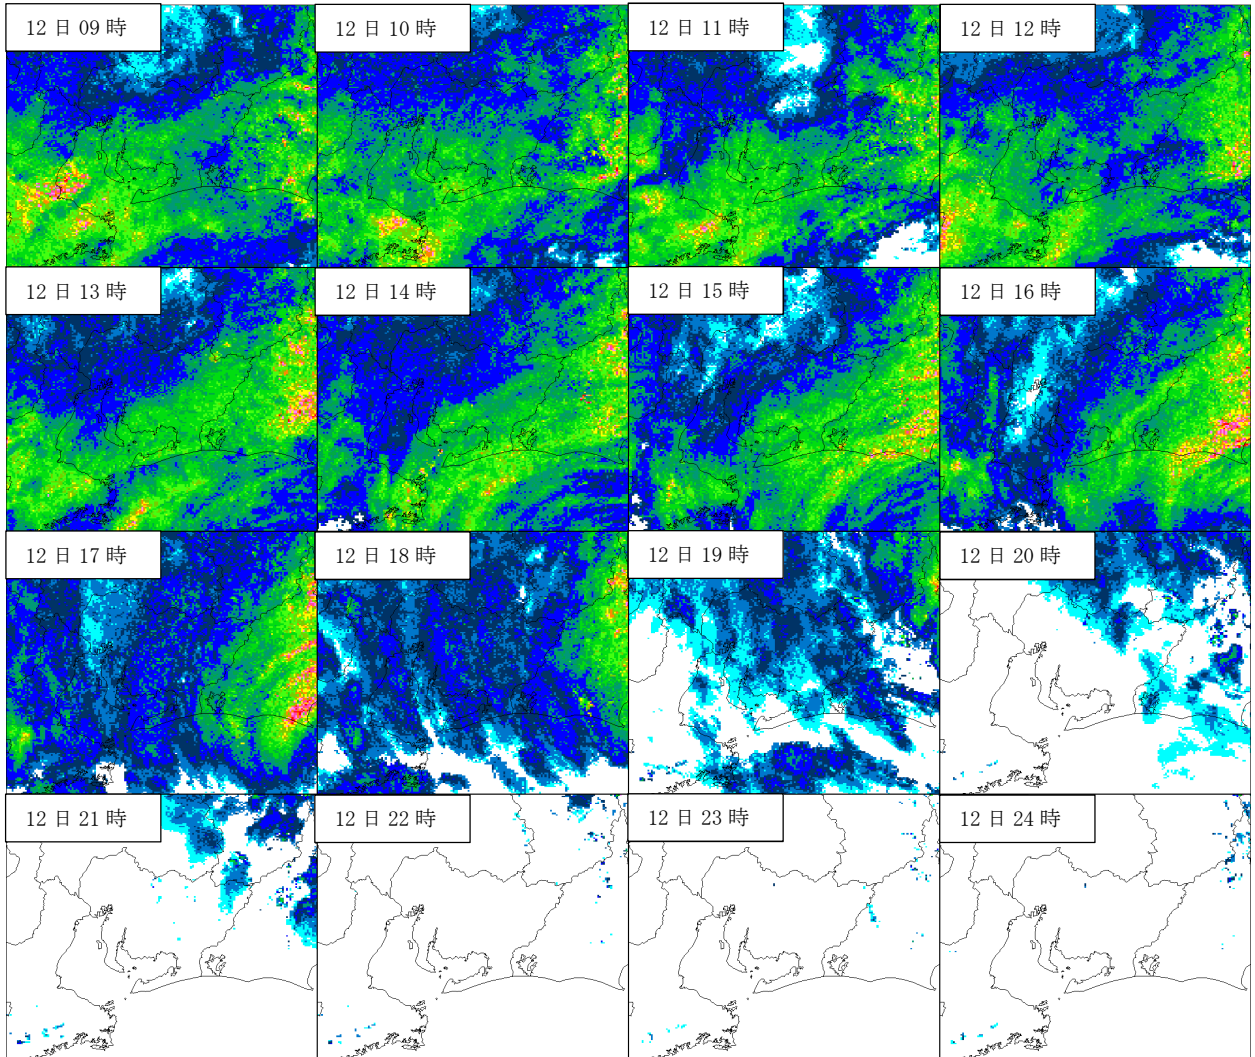 12 日 09 時
12 日 10 時
12 日 11 時
12 日 12 時
12 日 13 時
12 日 14 時
12 日 15 時
12 日 16 時
12 日 17 時
12 日 18 時
12 日 19 時
12 日 20 時
12 日 21 時
12 日 22 時
12 日 23 時
12 日 24 時